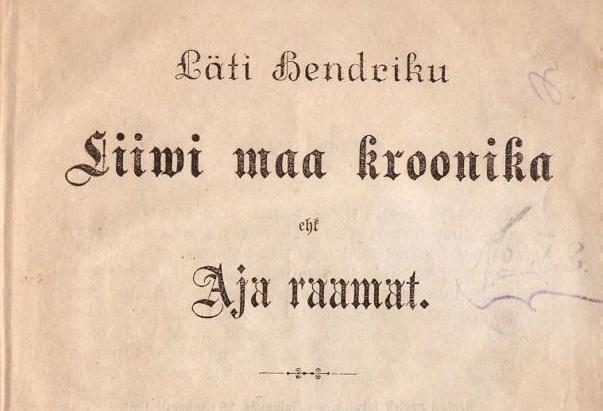 Läti Hendriku
Liiwi maa kroonika
ehk
Aja raamat.